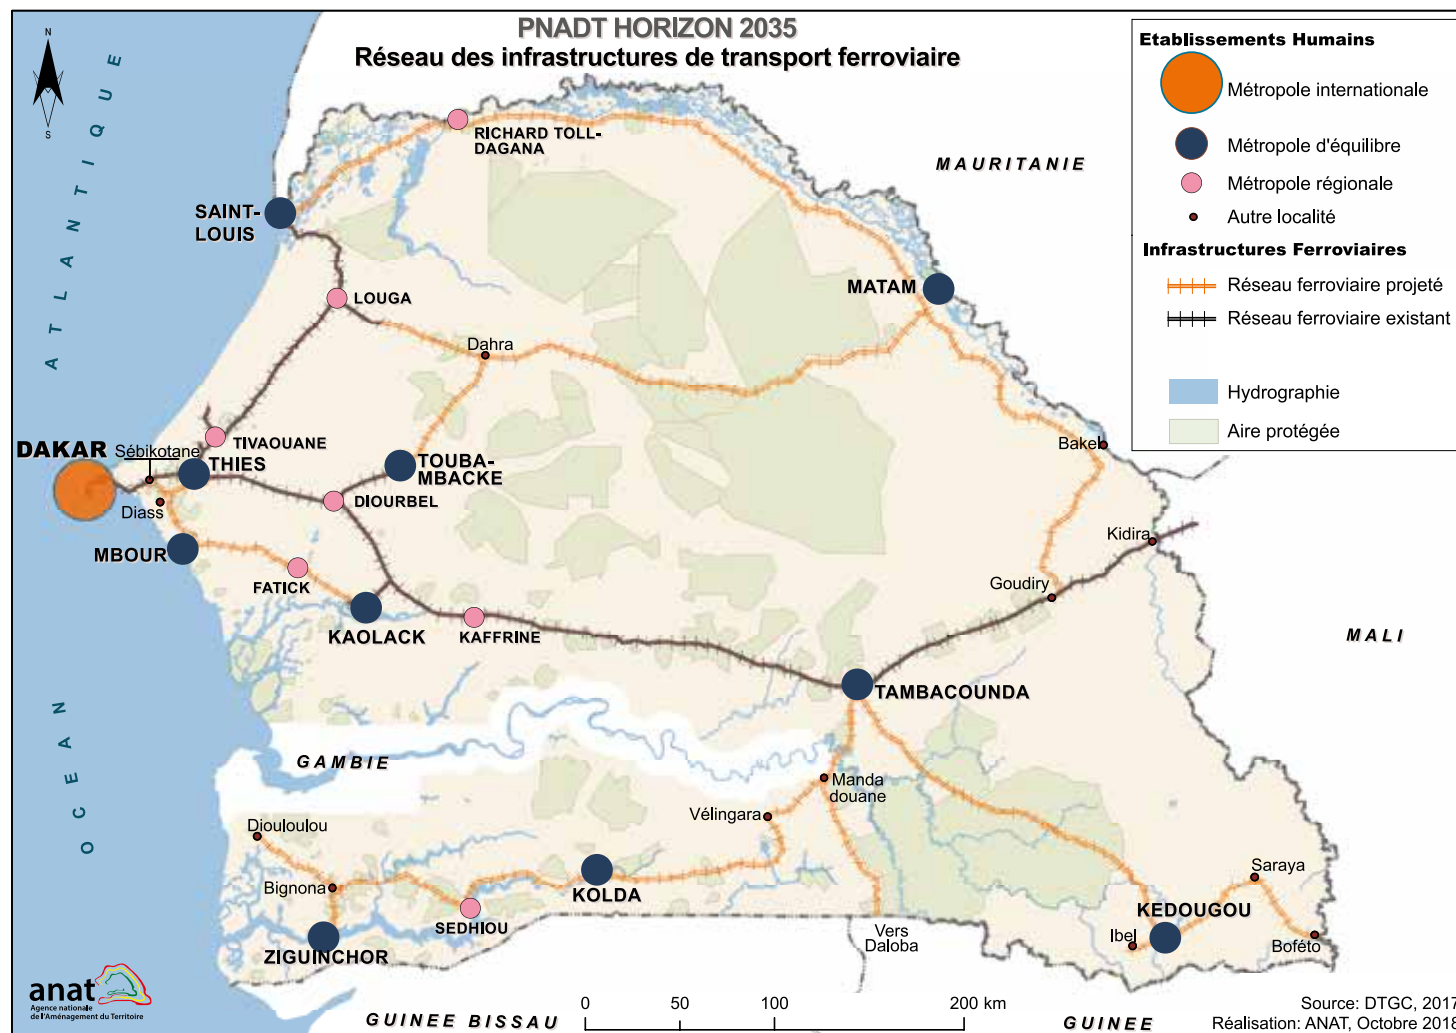 PNADT HORIZON 2035
Réseau des infrastructures de transport ferroviaire
N
S
Etablissements Humains
Métropole internationale
Métropole d'équilibre
Métropole régionale
Autre localité
Infrastructures Ferroviaires
Réseau ferroviaire projeté
Réseau ferroviaire existant
Hydrographie
Aire protégée
OCEAN ATLANTIQUE
MAURITANIE
MALI
GAMBIE
GUINEE BISSAU
GUINEE
RICHARD TOLL-
DAGANA
SAINT-
LOUIS
LOUGA
MATAM
Dahra
DAKAR
Sébikotane
TIVAOUANE
THIES
TOUBA-
MBACKE
Bakel
Diass
DIOURBEL
MBOUR
Kidira
FATICK
Goudiry
KAOLACK
KAFFRINE
TAMBACOUNDA
Manda
douane
Vélingara
Diouloulou
Bignona
KOLDA
SEDHIOU
ZIGUINCHOR
Saraya
KEDOUGOU
Ibel
Boféto
Vers
Daloba
anat
Agence nationale
de l'Aménagement du Territoire
0 50 100 200 km
Source: DTGC, 2017
Réalisation: ANAT, Octobre 2018